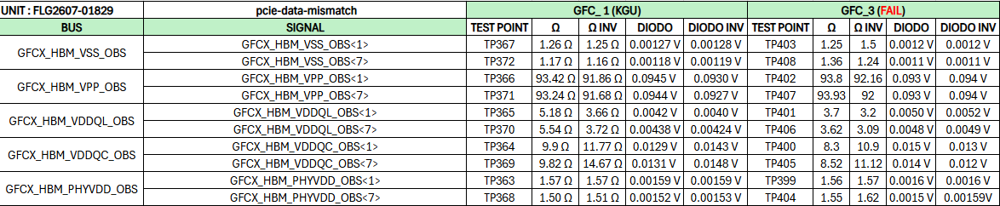 UNIT : FLG2607-01829 pcie-data-mismatch GFC_ 1 (KGU) GFC_3 (FAIL)
BUS SIGNAL TEST POINT Ω Ω INV DIODO DIODO INV TEST POINT Ω Ω INV DIODO DIODO INV
GFCX_HBM_VSS_OBS GFCX_HBM_VSS_OBS<1> TP367 1.26 Ω 1.25 Ω 0.00127 V 0.00128 V TP403 1.25 1.5 0.0012 V 0.0012 V
GFCX_HBM_VSS_OBS<7> TP372 1.17 Ω 1.16 Ω 0.00118 V 0.00119 V TP408 1.36 1.24 0.0011 V 0.0011 V
GFCX_HBM_VPP_OBS GFCX_HBM_VPP_OBS<1> TP366 93.42 Ω 91.86 Ω 0.0945 V 0.0930 V TP402 93.8 92.16 0.093 V 0.094 V
GFCX_HBM_VPP_OBS<7> TP371 93.24 Ω 91.68 Ω 0.0944 V 0.0927 V TP407 93.93 92 0.093 V 0.094 V
GFCX_HBM_VDDQL_OBS GFCX_HBM_VDDQL_OBS<1> TP365 5.18 Ω 3.66 Ω 0.0042 V 0.0040 V TP401 3.7 3.2 0.0050 V 0.0052 V
GFCX_HBM_VDDQL_OBS<7> TP370 5.54 Ω 3.72 Ω 0.00438 V 0.00424 V TP406 3.62 3.09 0.0048 V 0.0049 V
GFCX_HBM_VDDQC_OBS GFCX_HBM_VDDQC_OBS<1> TP364 9.9 Ω 11.77 Ω 0.0129 V 0.0143 V TP400 8.3 10.9 0.015 V 0.013 V
GFCX_HBM_VDDQC_OBS<7> TP369 9.82 Ω 14.67 Ω 0.0131 V 0.0148 V TP405 8.52 11.12 0.014 V 0.012 V
GFCX_HBM_PHYVDD_OBS GFCX_HBM_PHYVDD_OBS<1> TP363 1.57 Ω 1.57 Ω 0.00159 V 0.00159 V TP399 1.56 1.57 0.0016 V 0.0016 V
GFCX_HBM_PHYVDD_OBS<7> TP368 1.50 Ω 1.51 Ω 0.00152 V 0.00153 V TP404 1.55 1.62 0.0015 V 0.00159V